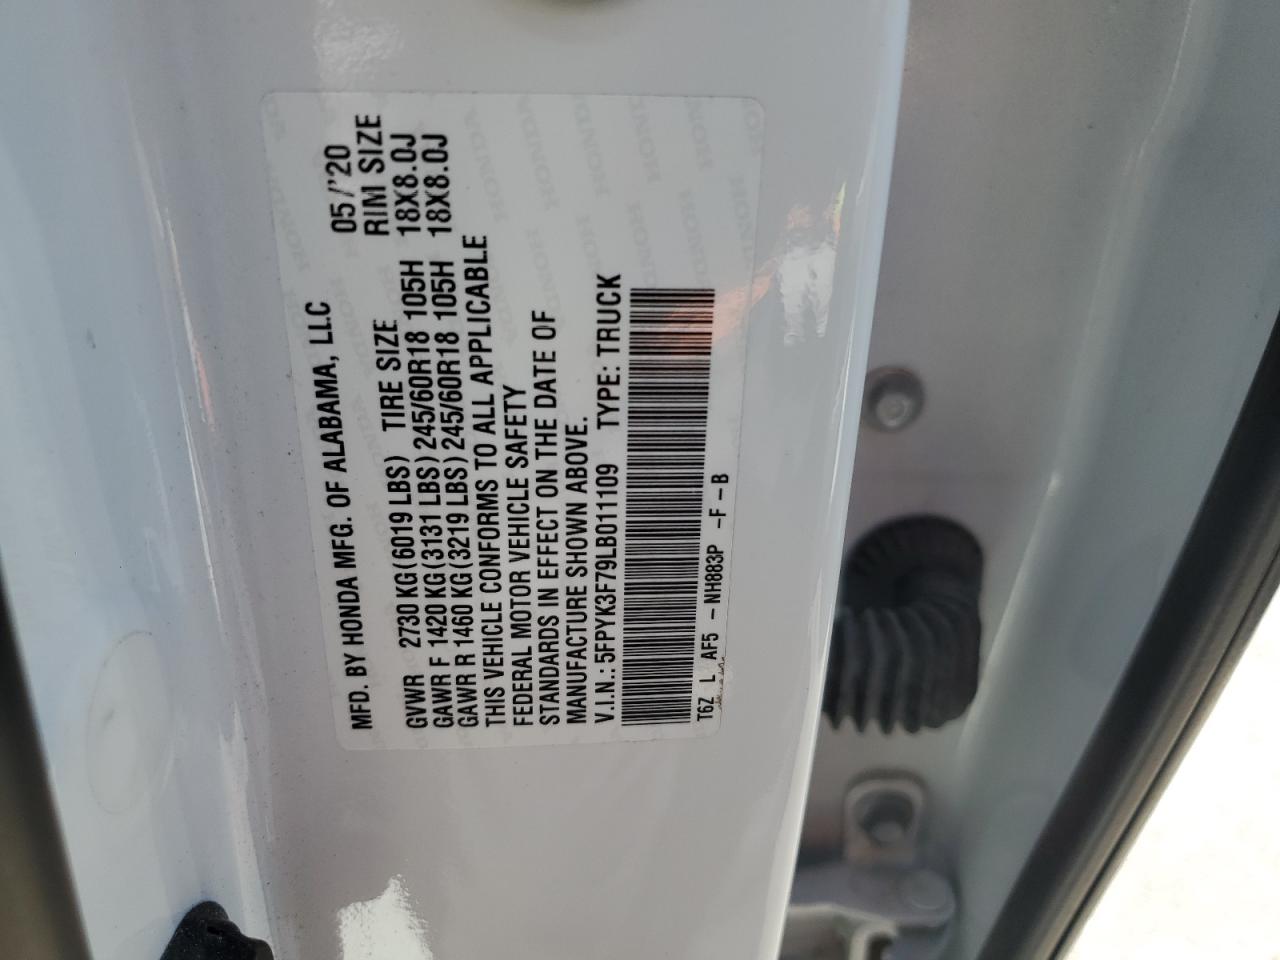 MFD. BY HONDA MFG. OF ALABAMA, LLC 05/'20
GVWR 2730 KG (6019 LBS) TIRE SIZE RIM SIZE
GAWR F 1420 KG (3131 LBS) 245/60R18 105H 18X8.0J
GAWR R 1460 KG (3219 LBS) 245/60R18 105H 18X8.0J
THIS VEHICLE CONFORMS TO ALL APPLICABLE
FEDERAL MOTOR VEHICLE SAFETY
STANDARDS IN EFFECT ON THE DATE OF
MANUFACTURE SHOWN ABOVE.
V.I.N.: 5FPYK3F79LB011109 TYPE: TRUCK
T6Z L AF5 - NH883P - F - B